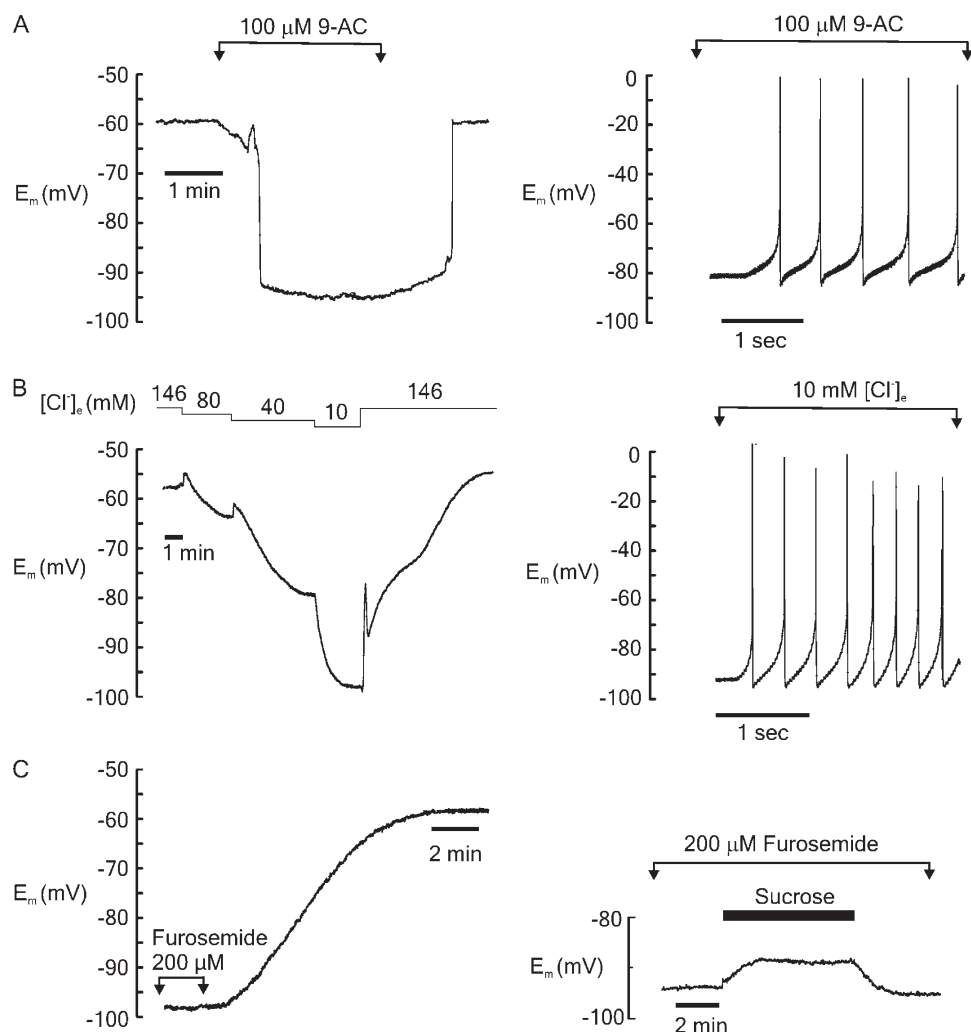 A
100 μM 9-AC
-50
-60
-70
-80
-90
-100
Em (mV)
1 min
100 μM 9-AC
0
-20
-40
-60
-80
-100
Em (mV)
1 sec
B
[Cl-]e (mM)
146
80
40
10
146
-50
-60
-70
-80
-90
-100
Em (mV)
1 min
10 mM [Cl-]e
0
-20
-40
-60
-80
-100
Em (mV)
1 sec
C
-50
-60
-70
-80
-90
-100
Em (mV)
2 min
Furosemide
200 μM
200 μM Furosemide
Sucrose
-80
-100
Em (mV)
2 min